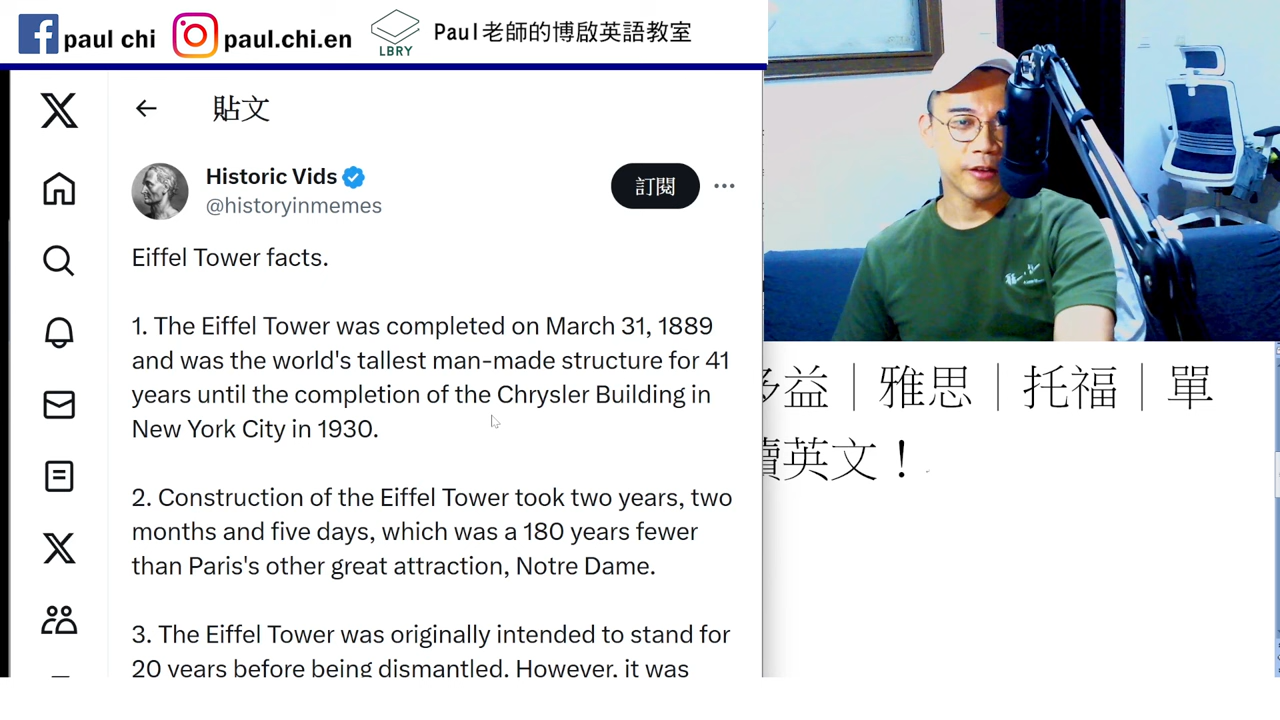 paul chi
paul.chi.en
LBRY
Paul老師的博啟英語教室
貼文
Historic Vids
訂閱
@historyinmemes
Eiffel Tower facts.
1. The Eiffel Tower was completed on March 31, 1889
and was the world's tallest man-made structure for 41
years until the completion of the Chrysler Building in
New York City in 1930.
2. Construction of the Eiffel Tower took two years, two
months and five days, which was a 180 years fewer
than Paris's other great attraction, Notre Dame.
3. The Eiffel Tower was originally intended to stand for
20 years before being dismantled. However, it was
多益｜雅思｜托福｜單
讀英文！